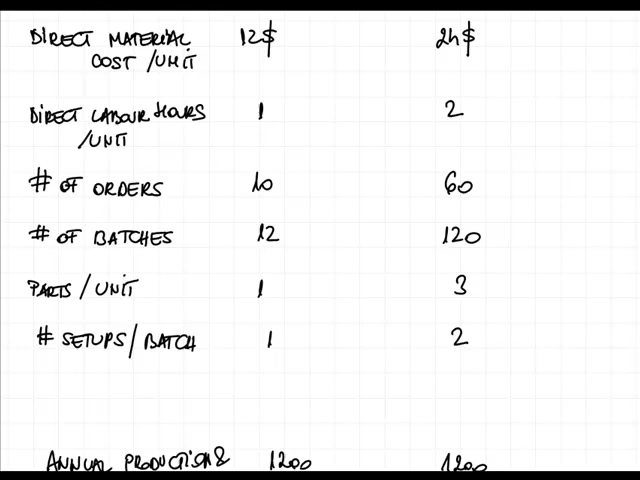 DIRECT MATERIAL 12$ 24$
COST /UNIT
DIRECT LABOUR HOURS 1 2
/UNIT
# OF ORDERS 10 60
# OF BATCHES 12 120
PARTS / UNIT 1 3
# SETUPS / BATCH 1 2
ANNUAL PRODUCTION & 1200 1200